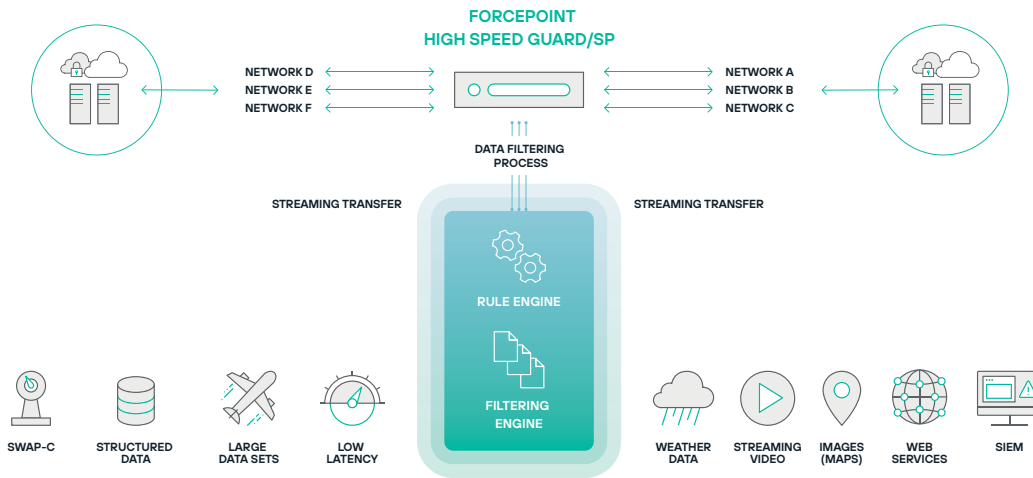 FORCEPOINT
HIGH SPEED GUARD/SP
NETWORK D
NETWORK E
NETWORK F
NETWORK A
NETWORK B
NETWORK C
DATA FILTERING
PROCESS
STREAMING TRANSFER
STREAMING TRANSFER
RULE ENGINE
FILTERING
ENGINE
SWAP-C
STRUCTURED
DATA
LARGE
DATA SETS
LOW
LATENCY
WEATHER
DATA
STREAMING
VIDEO
IMAGES
(MAPS)
WEB
SERVICES
SIEM